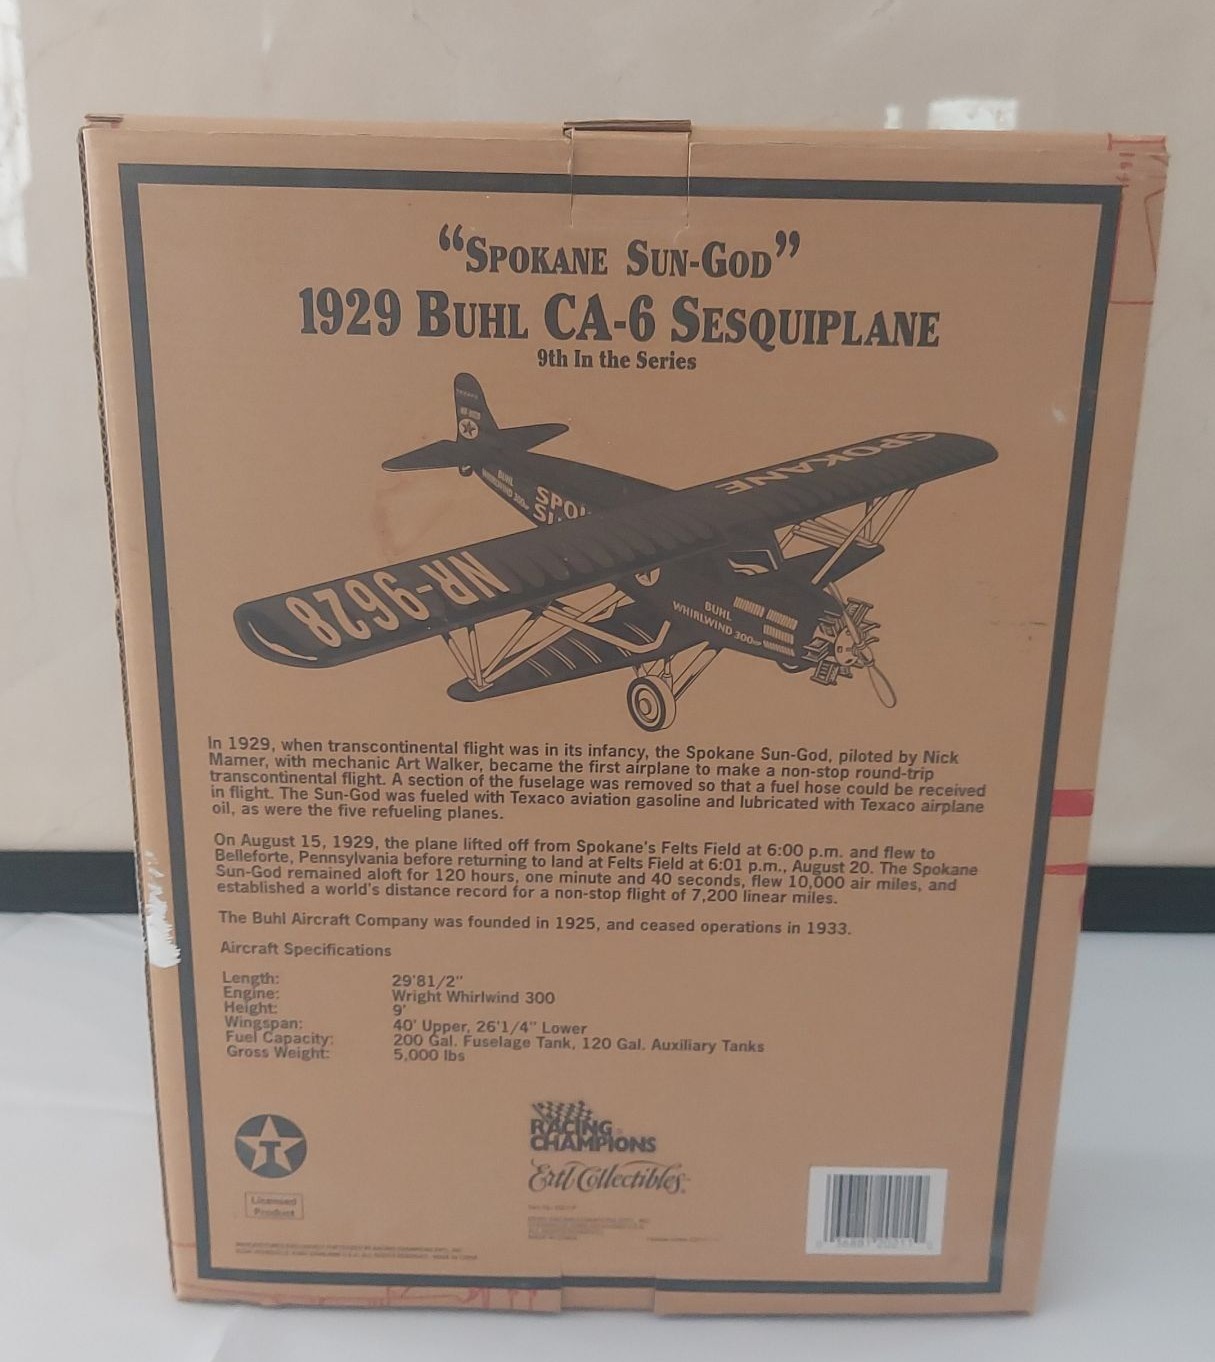 “SPOKANE SUN-GOD”
1929 BUHL CA-6 SESQUIPLANE
9th In the Series
SPOKANE
BUHL
WHIRLWIND 300HP
NR-9628
BUHL
WHIRLWIND 300HP
In 1929, when transcontinental flight was in its infancy, the Spokane Sun-God, piloted by Nick
Mamer, with mechanic Art Walker, became the first airplane to make a non-stop round-trip
transcontinental flight. A section of the fuselage was removed so that a fuel hose could be received
in flight. The Sun-God was fueled with Texaco aviation gasoline and lubricated with Texaco airplane
oil, as were the five refueling planes.
On August 15, 1929, the plane lifted off from Spokane's Felts Field at 6:00 p.m. and flew to
Belleforte, Pennsylvania before returning to land at Felts Field at 6:01 p.m., August 20. The Spokane
Sun-God remained aloft for 120 hours, one minute and 40 seconds, flew 10,000 air miles, and
established a world's distance record for a non-stop flight of 7,200 linear miles.
The Buhl Aircraft Company was founded in 1925, and ceased operations in 1933.
Aircraft Specifications
Length: 29'81/2"
Engine: Wright Whirlwind 300
Height: 9'
Wingspan: 40' Upper, 26'1/4" Lower
Fuel Capacity: 200 Gal. Fuselage Tank, 120 Gal. Auxiliary Tanks
Gross Weight: 5,000 lbs
T
RACING
CHAMPIONS
Ertl Collectibles
Licensed
Product